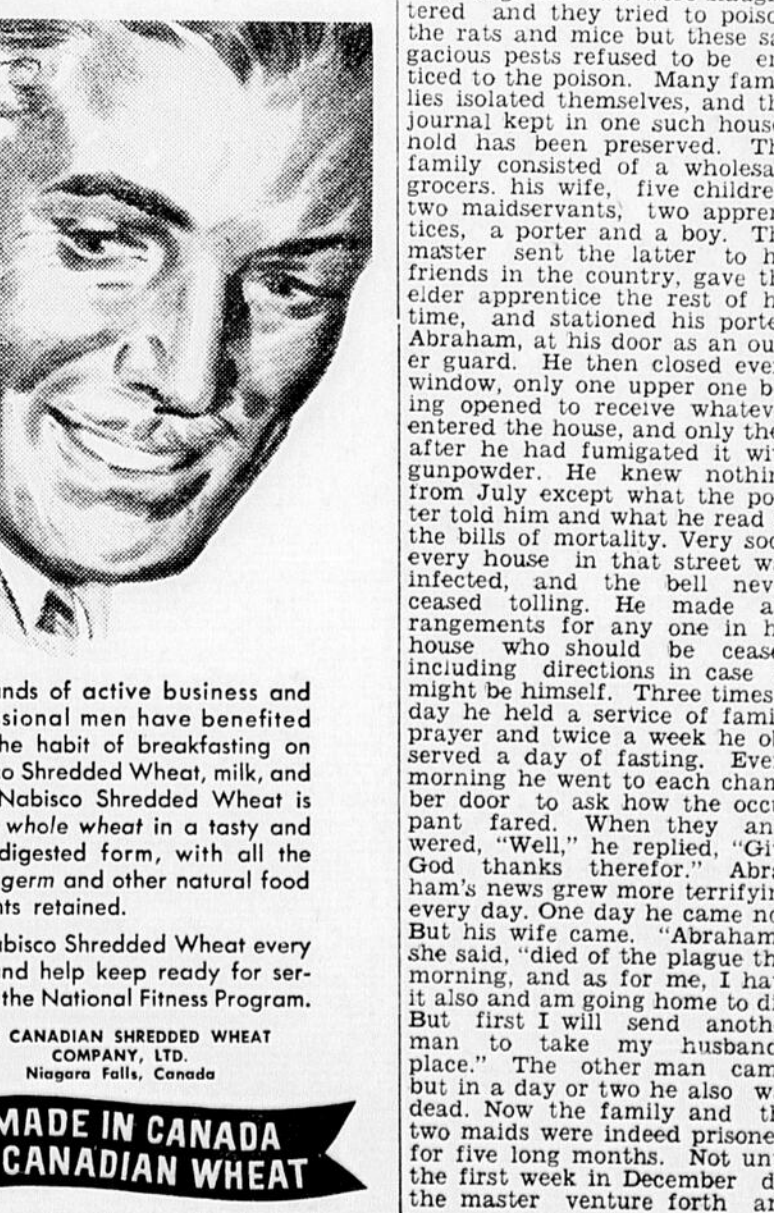 nds of active business and
ssional men have benefited
he habit of breakfasting on
o Shredded Wheat, milk, and
Nabisco Shredded Wheat is
whole wheat in a tasty and
digested form, with all the
germ and other natural food
nts retained.
abisco Shredded Wheat every
nd help keep ready for ser-
the National Fitness Program.
CANADIAN SHREDDED WHEAT
COMPANY, LTD.
Niagara Falls, Canada
MADE IN CANADA
CANADIAN WHEAT
tered and they tried to poiso
the rats and mice but these sa
gacious pests refused to be en
ticed to the poison. Many fami
lies isolated themselves, and th
journal kept in one such house
hold has been preserved. Th
family consisted of a wholesa
grocers. his wife, five childre
two maidservants, two appren
tices, a porter and a boy. Th
master sent the latter to h
friends in the country, gave th
elder apprentice the rest of h
time, and stationed his porte
Abraham, at his door as an ou
er guard. He then closed ever
window, only one upper one b
ing opened to receive whatev
entered the house, and only the
after he had fumigated it wi
gunpowder. He knew nothin
from July except what the po
ter told him and what he read
the bills of mortality. Very soo
every house in that street w
infected, and the bell nev
ceased tolling. He made a
rangements for any one in h
house who should be cease
including directions in case
might be himself. Three times
day he held a service of fami
prayer and twice a week he ob
served a day of fasting. Ever
morning he went to each cham
ber door to ask how the occu
pant fared. When they an
wered, "Well," he replied, "Giv
God thanks therefor." Abra
ham's news grew more terrifyin
every day. One day he came no
But his wife came. "Abraham
she said, "died of the plague th
morning, and as for me, I hav
it also and am going home to di
But first I will send anoth
man to take my husband
place." The other man cam
but in a day or two he also w
dead. Now the family and th
two maids were indeed prisone
for five long months. Not un
the first week in December d
the master venture forth an